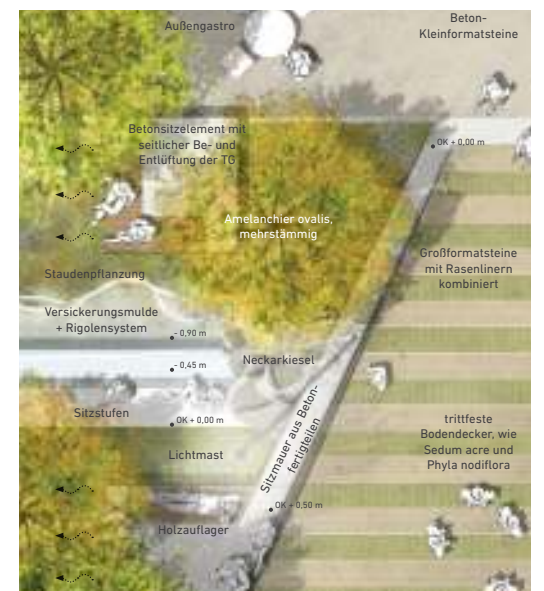 Außengastro
Beton-
Kleinformatsteine
Betonsitzelement mit
seitlicher Be- und
Entlüftung der TG
OK + 0,00 m
Amelanchier ovalis,
mehrstämmig
Großformatsteine
mit Rasenlinern
kombiniert
Staudenpflanzung
Versickerungsmulde
+ Rigolensystem
- 0,90 m
Neckarkiesel
- 0,45 m
Sitzstufen
OK + 0,00 m
Sitzmauer aus Beton-
fertigteilen
trittfeste
Bodendecker, wie
Sedum acre und
Phyla nodiflora
Lichtmast
OK + 0,50 m
Holzauflager